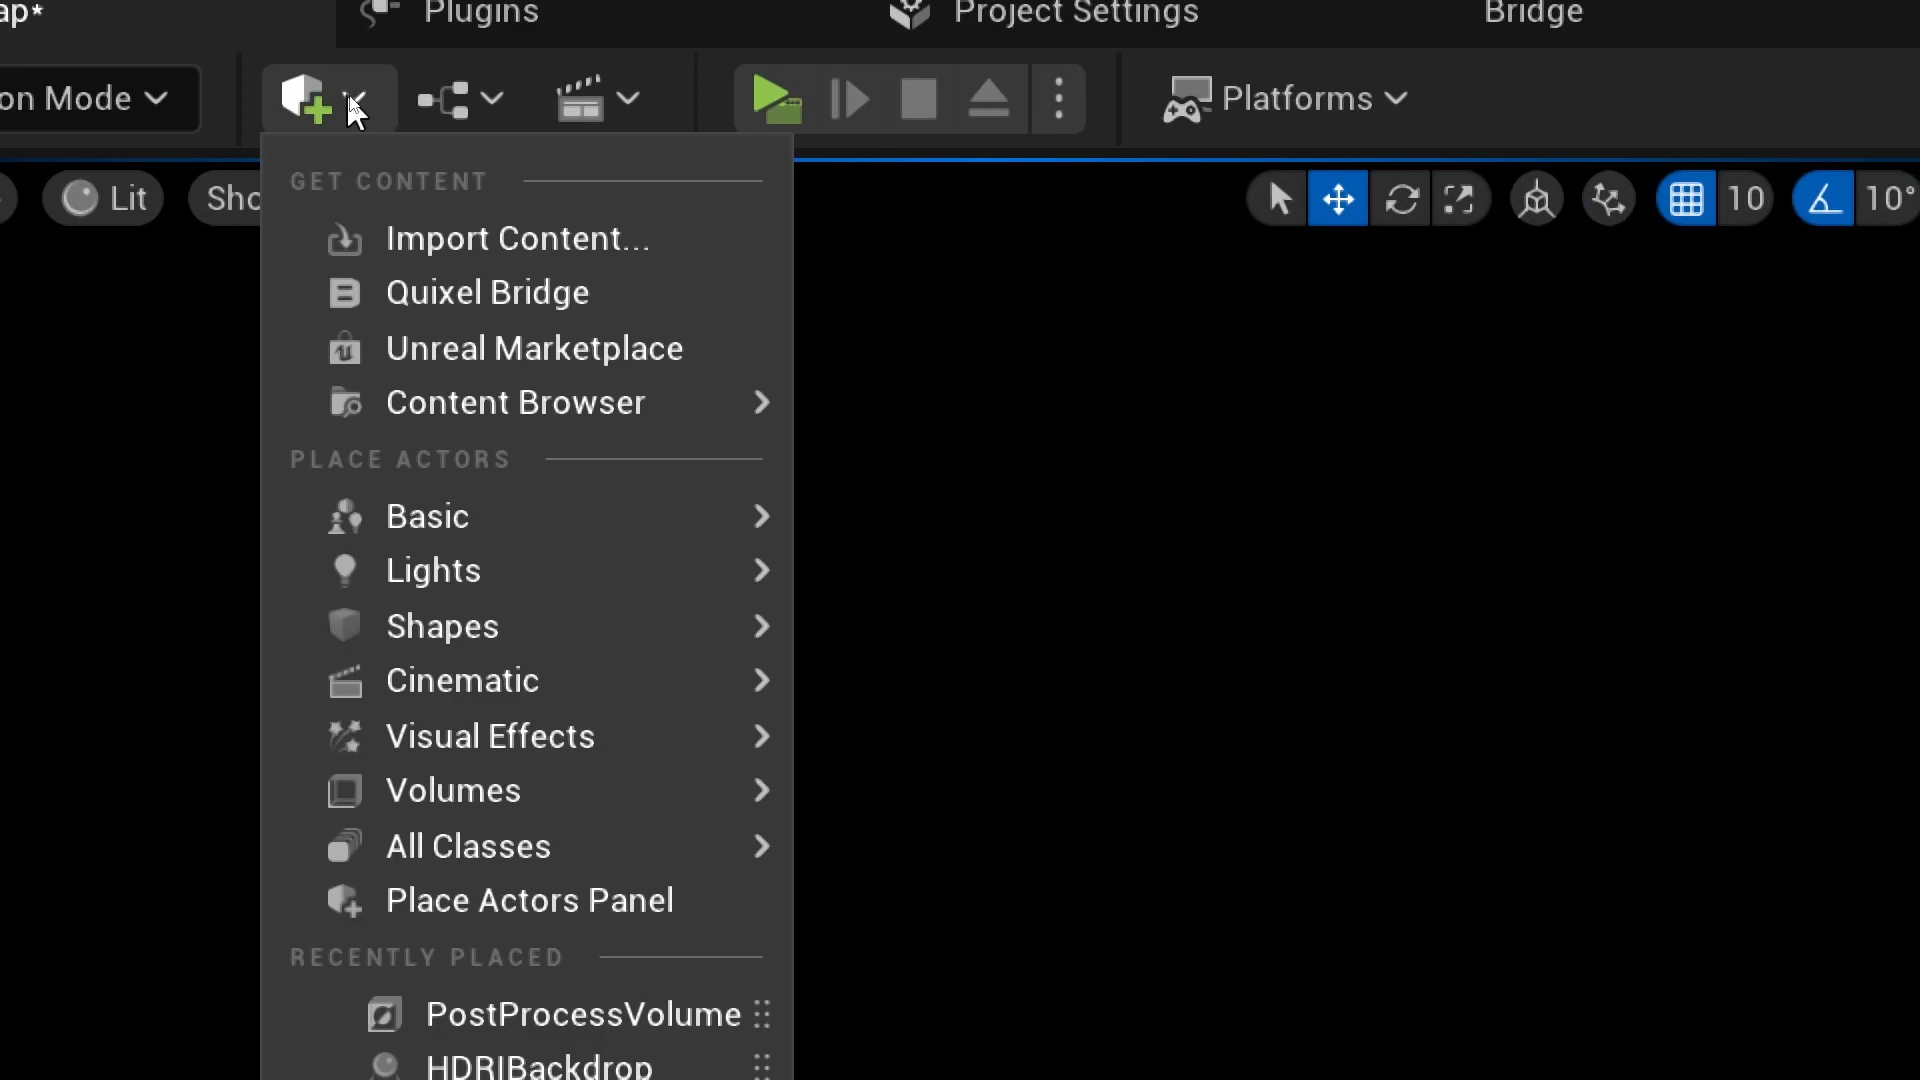 ap*
Plugins
Project Settings
Bridge
on Mode
Platforms
Lit
Sho
10
10°
GET CONTENT
Import Content...
Quixel Bridge
Unreal Marketplace
Content Browser
PLACE ACTORS
Basic
Lights
Shapes
Cinematic
Visual Effects
Volumes
All Classes
Place Actors Panel
RECENTLY PLACED
PostProcessVolume
HDRIBackdrop